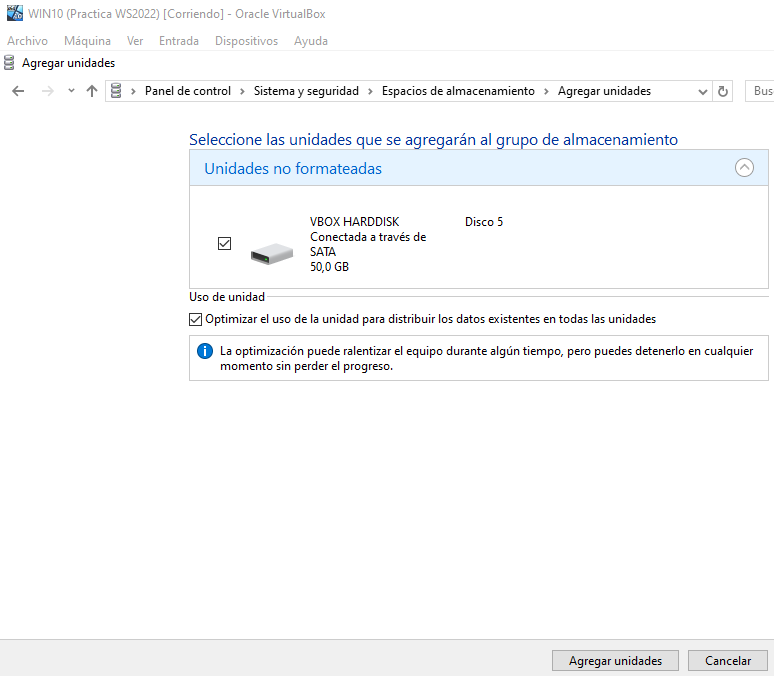 WIN10 (Practica WS2022) [Corriendo] - Oracle VirtualBox
Archivo Máquina Ver Entrada Dispositivos Ayuda
Agregar unidades
Panel de control Sistema y seguridad Espacios de almacenamiento Agregar unidades
Seleccione las unidades que se agregarán al grupo de almacenamiento
Unidades no formateadas
VBOX HARDDISK Disco 5
Conectada a través de
SATA
50,0 GB
Uso de unidad
Optimizar el uso de la unidad para distribuir los datos existentes en todas las unidades
La optimización puede ralentizar el equipo durante algún tiempo, pero puedes detenerlo en cualquier
momento sin perder el progreso.
Agregar unidades Cancelar